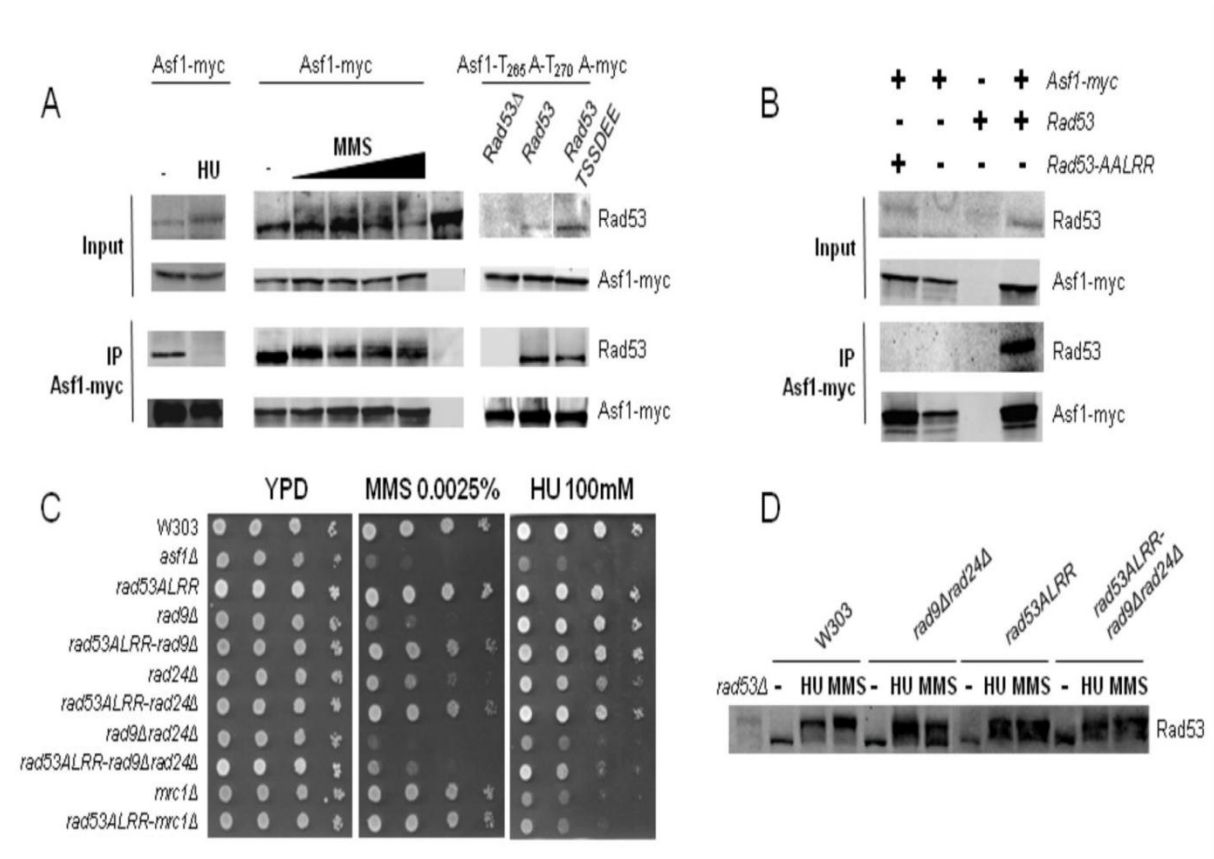 A
Asf1-myc
Asf1-myc
Asf1-T265 A-T270 A-myc
- HU
- MMS
Rad53Δ
Rad53
Rad53 TSSDEE
Input
Rad53
Asf1-myc
IP
Asf1-myc
Rad53
Asf1-myc
B
+ + - + Asf1-myc
- - + + Rad53
+ - - - Rad53-AALRR
Input
Rad53
Asf1-myc
IP
Asf1-myc
Rad53
Asf1-myc
C
YPD MMS 0.0025% HU 100mM
W303
asf1Δ
rad53ALRR
rad9Δ
rad53ALRR-rad9Δ
rad24Δ
rad53ALRR-rad24Δ
rad9Δrad24Δ
rad53ALRR-rad9Δrad24Δ
mrc1Δ
rad53ALRR-mrc1Δ
D
W303
rad9Δrad24Δ
rad53ALRR
rad53ALRR-
rad9Δrad24Δ
rad53Δ - HU MMS - HU MMS - HU MMS - HU MMS
Rad53